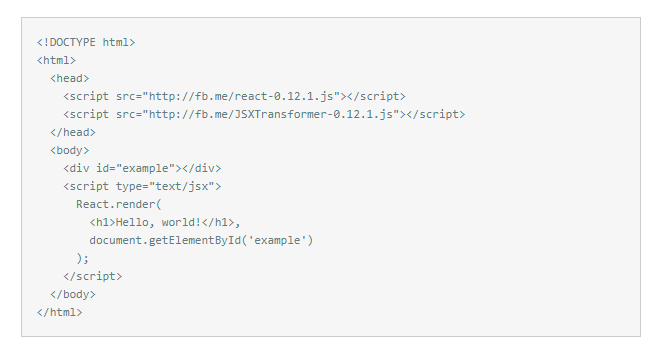 <!DOCTYPE html>
<html>
  <head>
    <script src="http://fb.me/react-0.12.1.js"></script>
    <script src="http://fb.me/JSXTransformer-0.12.1.js"></script>
  </head>
  <body>
    <div id="example"></div>
    <script type="text/jsx">
      React.render(
        <h1>Hello, world!</h1>,
        document.getElementById('example')
      );
    </script>
  </body>
</html>